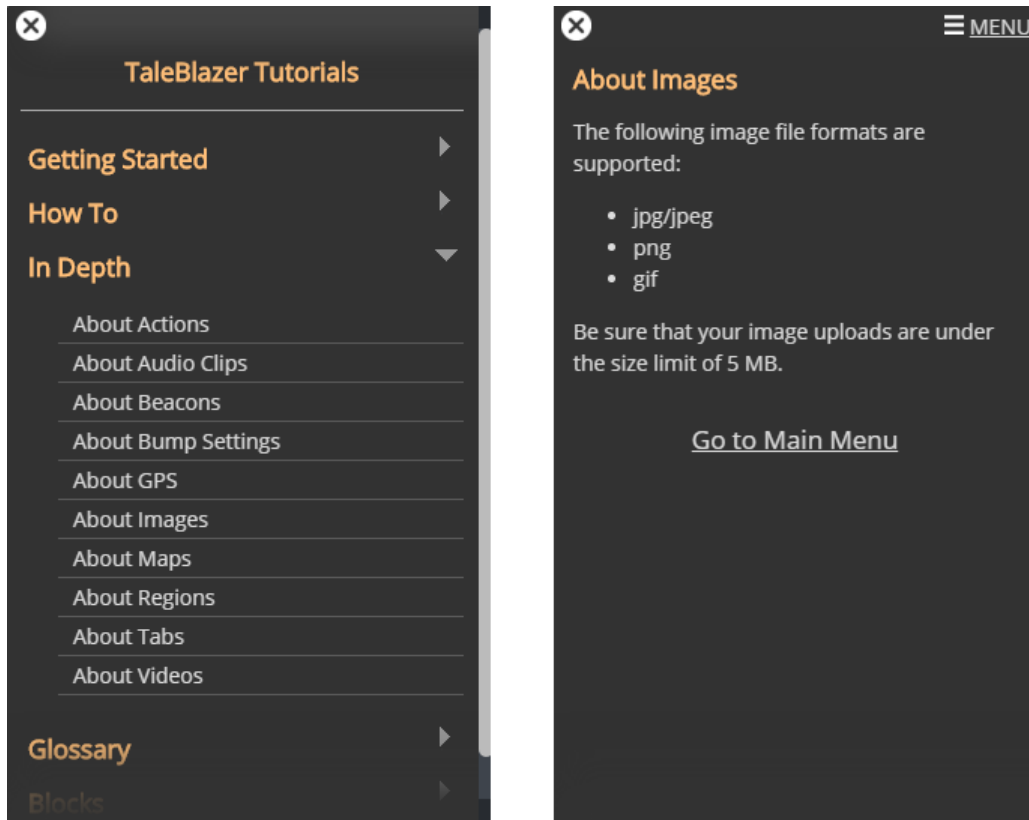 TaleBlazer Tutorials
Getting Started
How To
In Depth
About Actions
About Audio Clips
About Beacons
About Bump Settings
About GPS
About Images
About Maps
About Regions
About Tabs
About Videos
Glossary
Blocks
MENU
About Images
The following image file formats are
supported:
• jpg/jpeg
• png
• gif
Be sure that your image uploads are under
the size limit of 5 MB.
Go to Main Menu